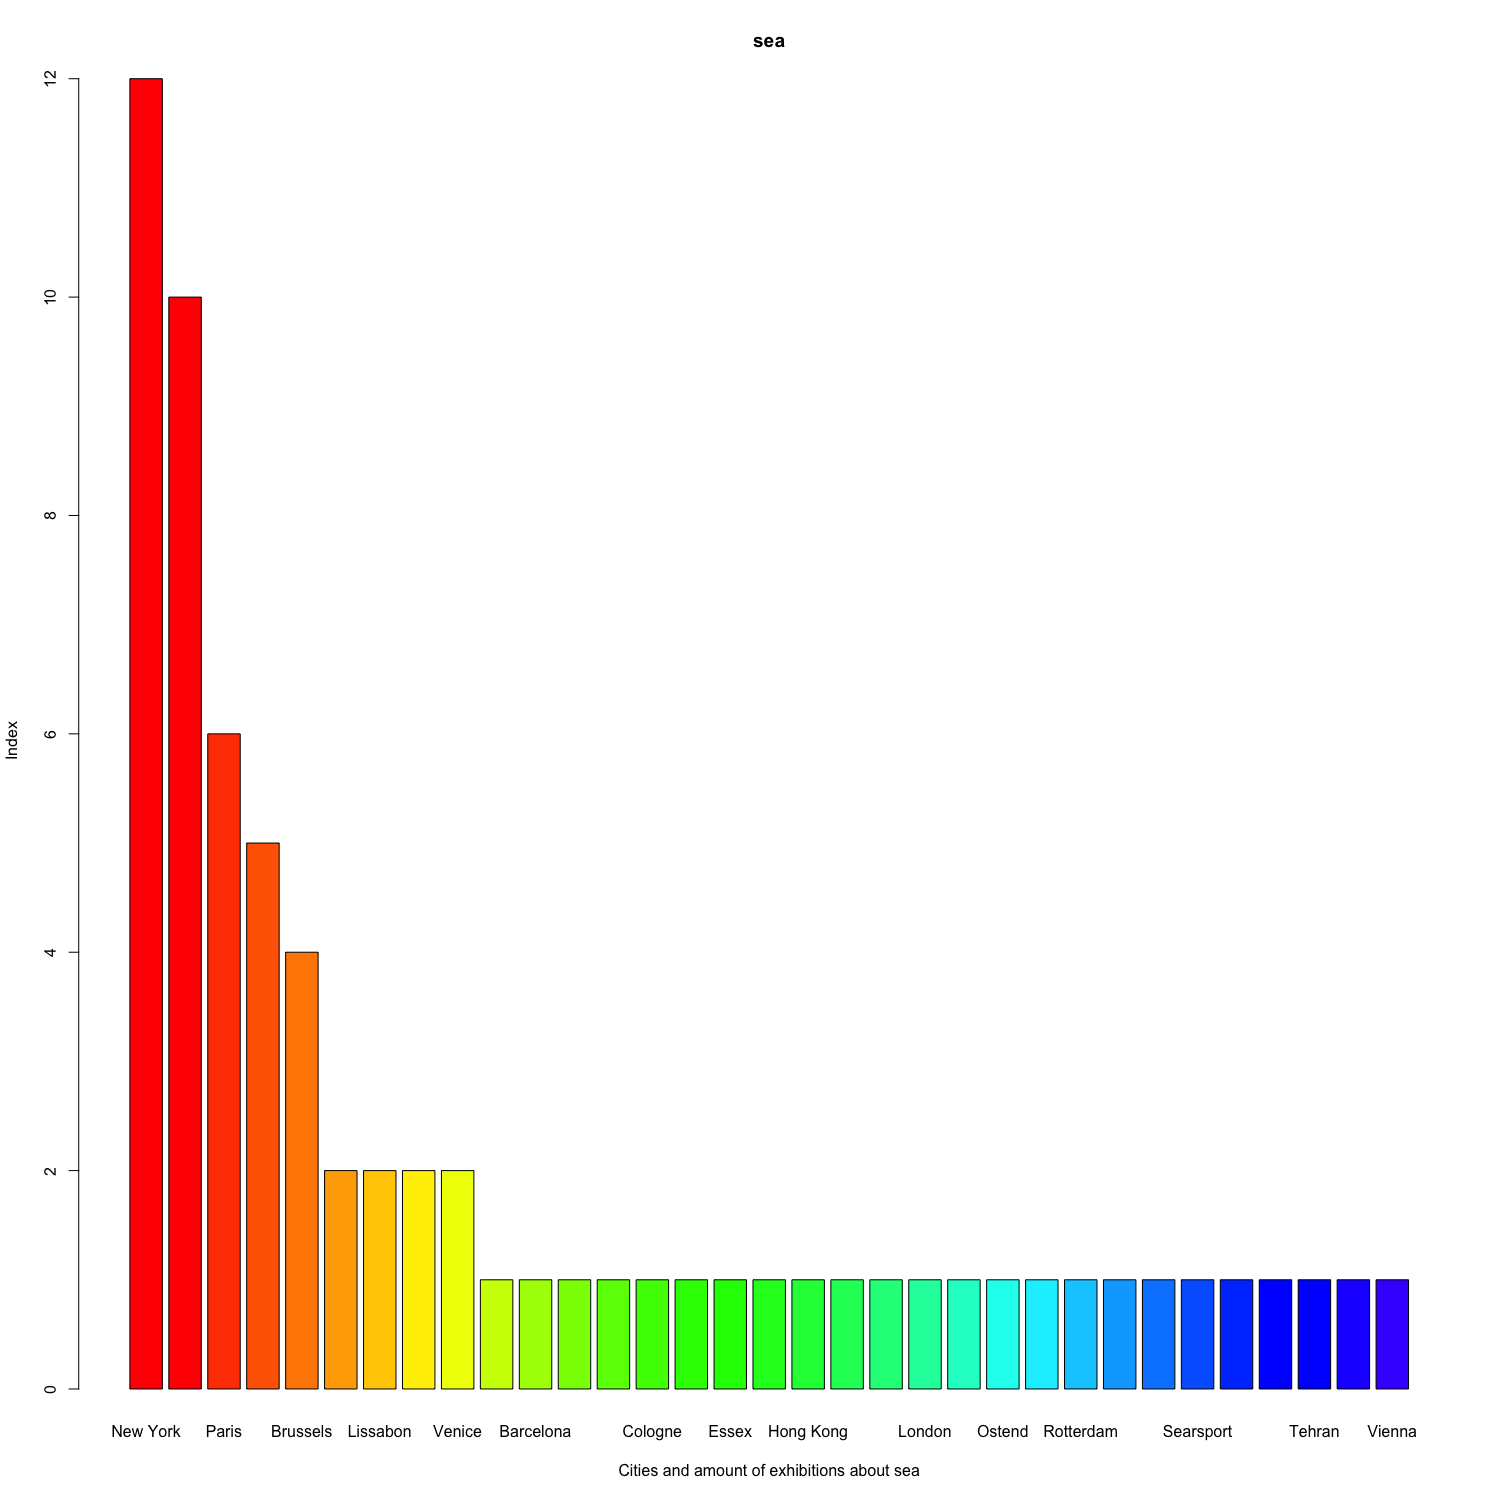 sea
12
10
8
6
4
2
0
Index
New York Paris Brussels Lissabon Venice Barcelona Cologne Essex Hong Kong London Ostend Rotterdam Searsport Tehran Vienna
Cities and amount of exhibitions about sea